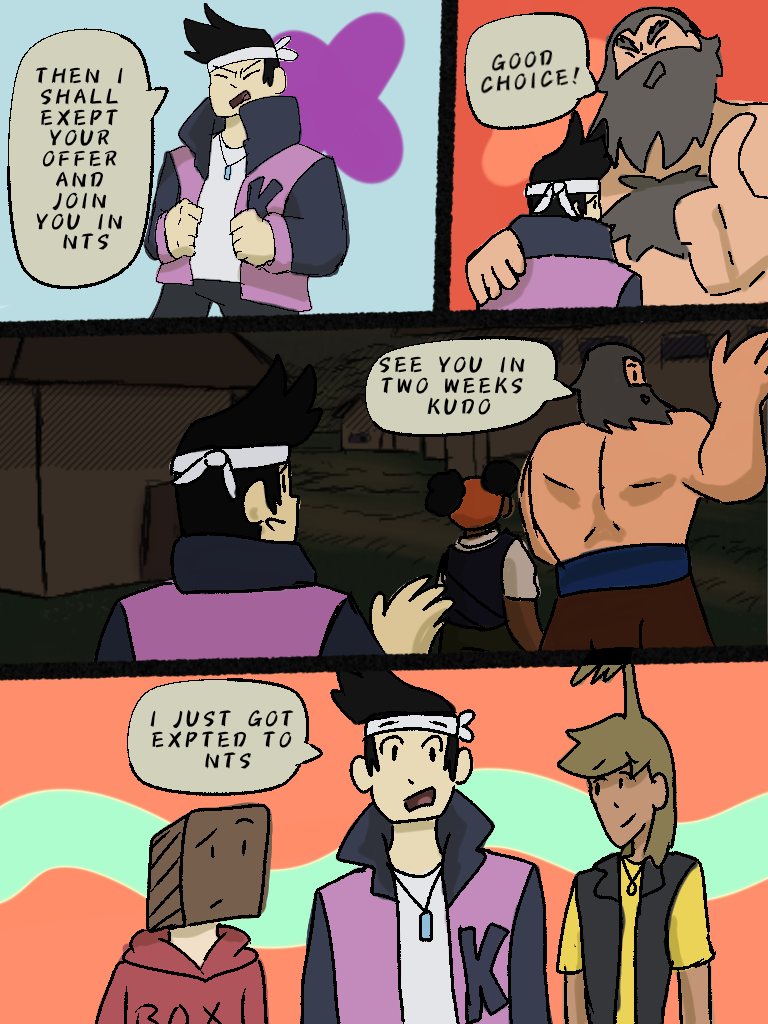 THEN I
SHALL
EXEPT
YOUR
OFFER
AND
JOIN
YOU IN
NTS
K
GOOD
CHOICE!
SEE YOU IN
TWO WEEKS
KUDO
I JUST GOT
EXPTED TO
NTS
K
BOX